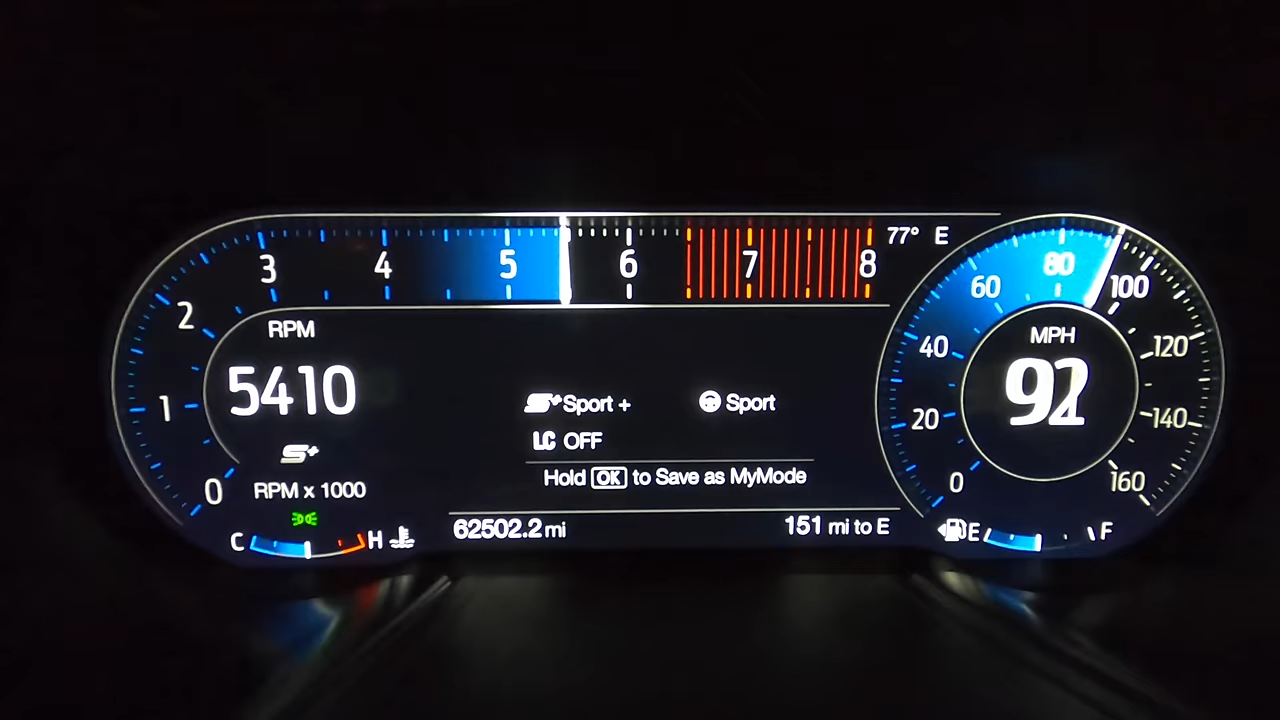 3 4 5 6 7 8 77° E
2
1
0
RPM
5410
S+
RPM x 1000
C H
S+ Sport + Sport
LC OFF
Hold OK to Save as MyMode
62502.2 mi 151 mi to E
0 20 40 60 80 100 120 140 160
MPH
E F